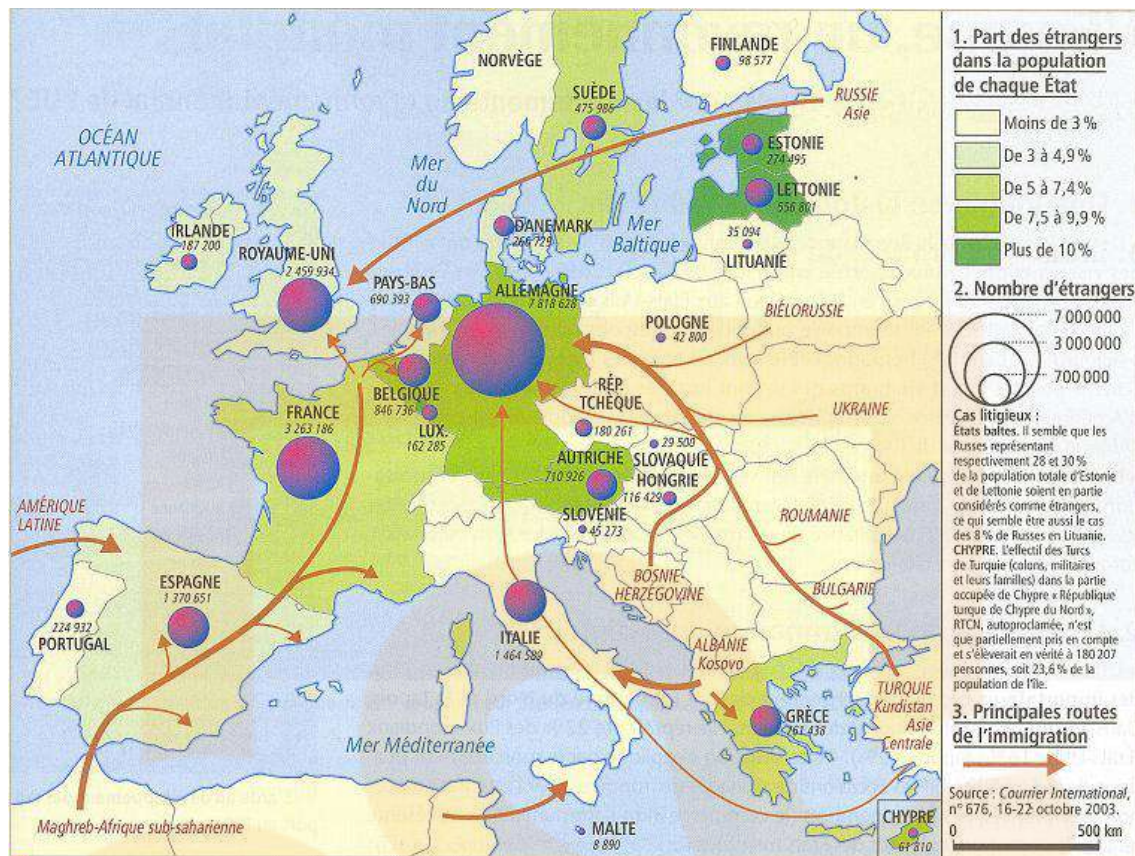 NORVÈGE
FINLANDE
98 577
SUÈDE
475 986
RUSSIE
Asie
OCÉAN
ATLANTIQUE
Mer
du
Nord
ESTONIE
274 495
LETTONIE
556 801
Mer
Baltique
35 094
LITUANIE
DANEMARK
266 729
IRLANDE
187 200
ROYAUME-UNI
2 459 934
PAYS-BAS
690 393
ALLEMAGNE
7 818 628
BIÉLORUSSIE
POLOGNE
42 800
BELGIQUE
846 736
LUX.
162 285
RÉP.
TCHÈQUE
180 261
UKRAINE
FRANCE
3 263 186
29 500
SLOVAQUIE
AUTRICHE
710 926
HONGRIE
116 429
SLOVÉNIE
45 273
ROUMANIE
AMÉRIQUE
LATINE
BOSNIE-
HERZÉGOVINE
BULGARIE
ESPAGNE
1 370 651
224 932
PORTUGAL
ITALIE
1 464 589
ALBANIE
Kosovo
GRÈCE
761 438
TURQUIE
Kurdistan
Asie
Centrale
Mer Méditerranée
Maghreb-Afrique sub-saharienne
MALTE
8 890
CHYPRE
61 810
1. Part des étrangers
dans la population
de chaque État
Moins de 3 %
De 3 à 4,9 %
De 5 à 7,4 %
De 7,5 à 9,9 %
Plus de 10 %
2. Nombre d'étrangers
7 000 000
3 000 000
700 000
Cas litigieux :
États baltes. Il semble que les
Russes représentant
respectivement 28 et 30 %
de la population totale d'Estonie
et de Lettonie soient en partie
considérés comme étrangers,
ce qui semble être aussi le cas
des 8 % de Russes en Lituanie.
CHYPRE. L'effectif des Turcs
de Turquie (colons, militaires
et leurs familles) dans la partie
occupée de Chypre « République
turque de Chypre du Nord »,
RTCN, autoproclamée, n'est
que partiellement pris en compte
et s'élèverait en vérité à 180 207
personnes, soit 23,6 % de la
population de l'île.
3. Principales routes
de l'immigration
Source : Courrier International,
n° 676, 16-22 octobre 2003.
0 500 km